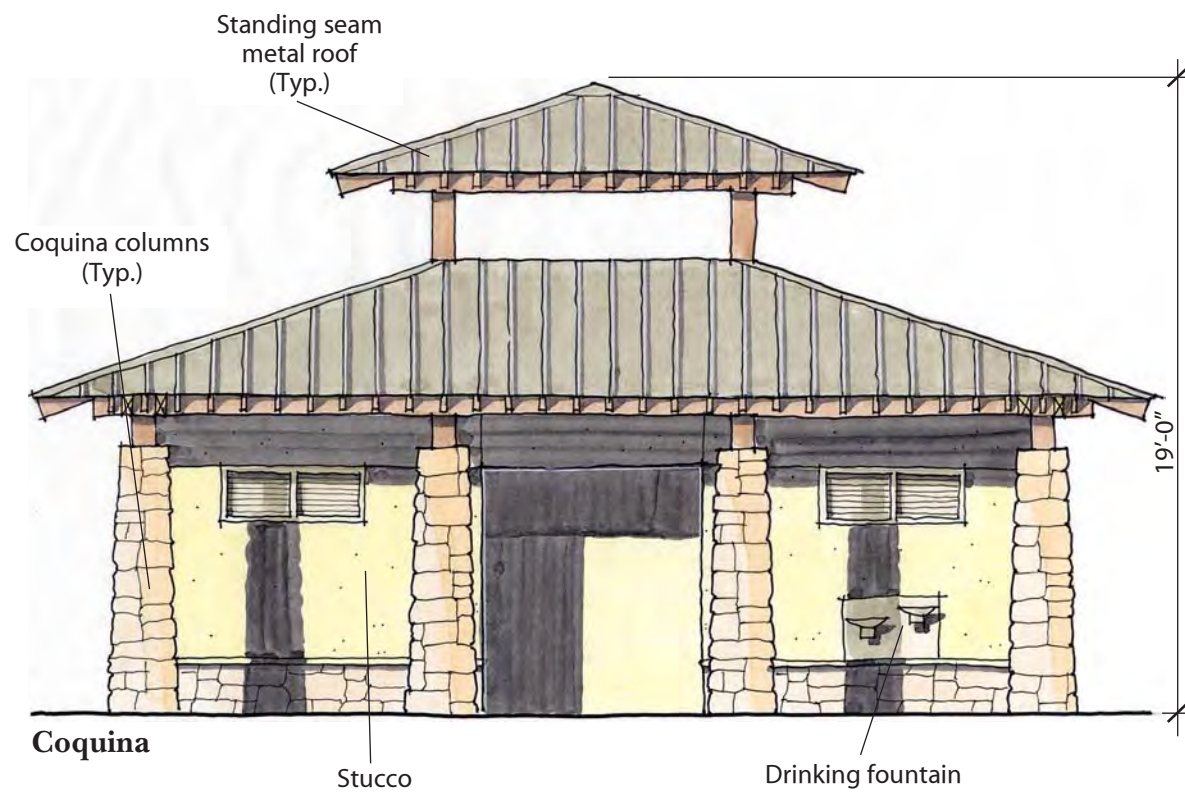 Standing seam
metal roof
(Typ.)
Coquina columns
(Typ.)
19'-0"
Coquina
Stucco
Drinking fountain